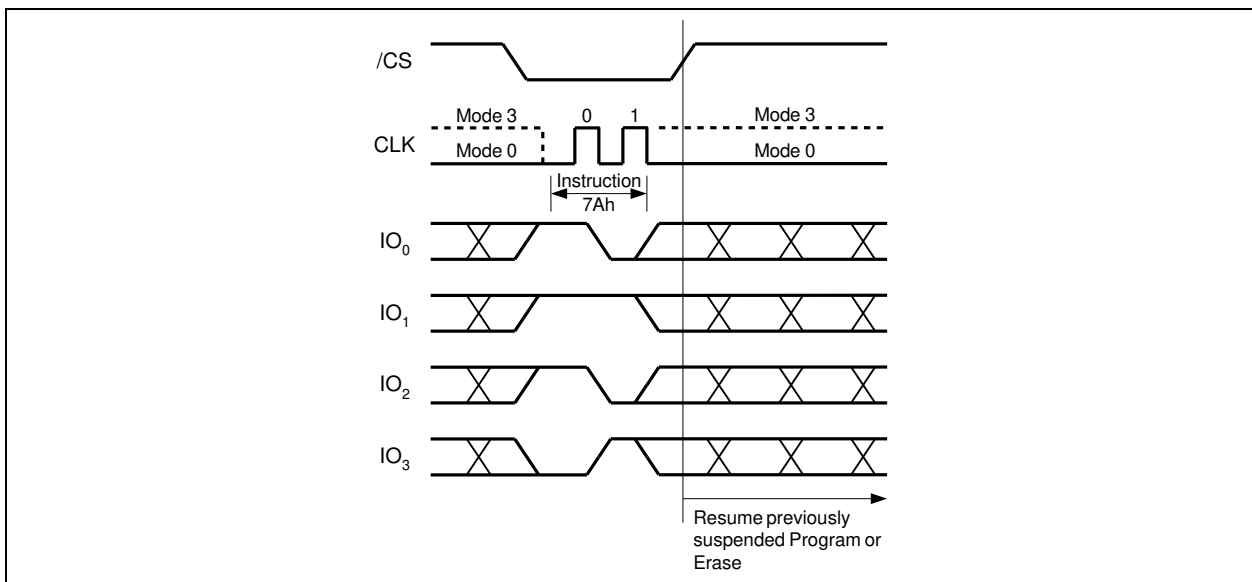 /CS
Mode 3
0
1
Mode 3
CLK
Mode 0
Mode 0
Instruction
7Ah
IO0
IO1
IO2
IO3
Resume previously
suspended Program or
Erase